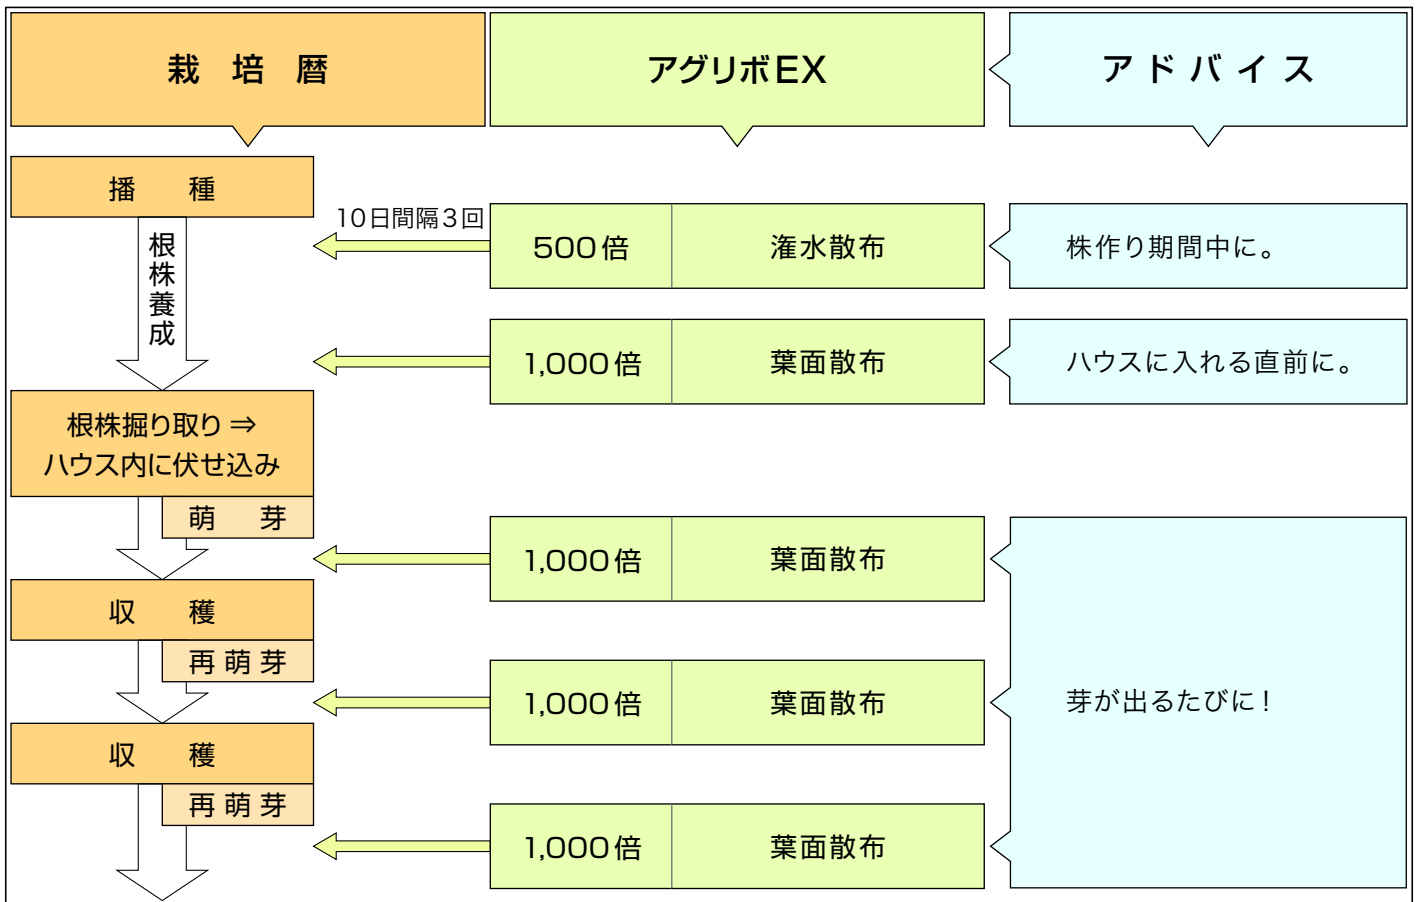 栽培暦
アグリボEX
アドバイス
播種
10日間隔3回
500倍
潅水散布
株作り期間中に。
根株養成
1,000倍
葉面散布
ハウスに入れる直前に。
根株掘り取り⇒
ハウス内に伏せ込み
萌芽
1,000倍
葉面散布
収穫
再萌芽
1,000倍
葉面散布
芽が出るたびに!
収穫
再萌芽
1,000倍
葉面散布